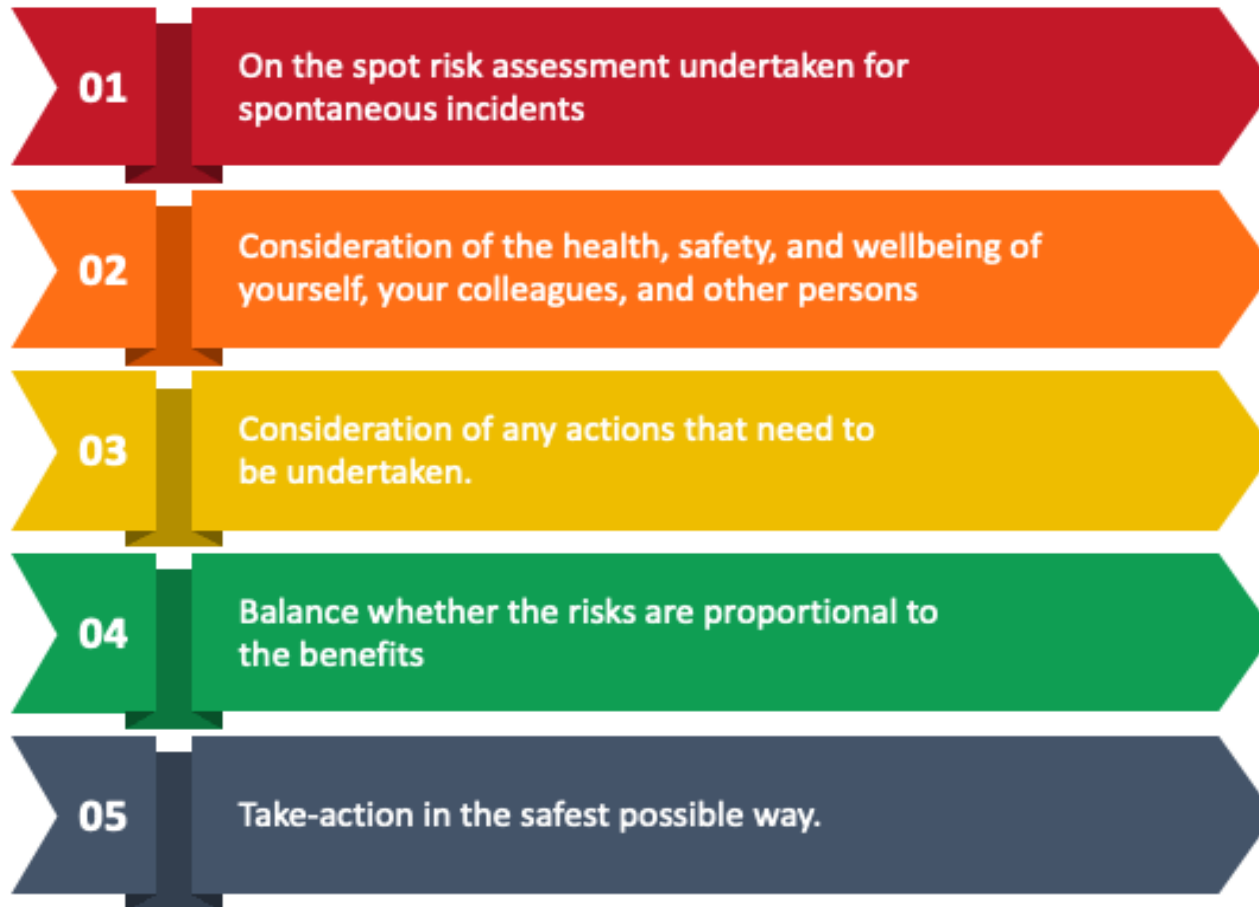 01
On the spot risk assessment undertaken for
spontaneous incidents
02
Consideration of the health, safety, and wellbeing of
yourself, your colleagues, and other persons
03
Consideration of any actions that need to
be undertaken.
04
Balance whether the risks are proportional to
the benefits
05
Take-action in the safest possible way.